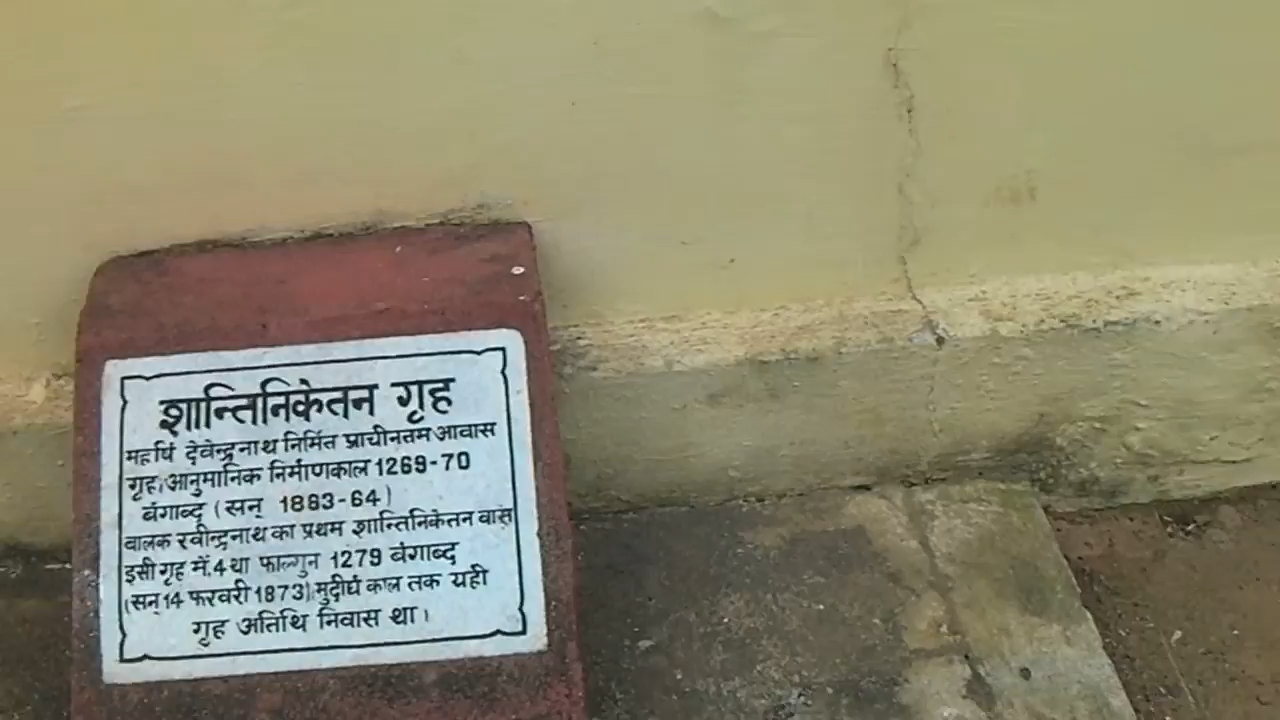 शान्तिनिकेतन गृह
महर्षि देवेन्द्रनाथ निर्मित प्राचीनतम आवास
गृह। आनुमानिक निर्माणकाल 1269-70
बंगाब्द (सन् 1863-64)
बालक रवीन्द्रनाथ का प्रथम शान्तिनिकेतन वास
इसी गृह में, 4था फाल्गुन 1279 बंगाब्द
(सन् 14 फरवरी 1873) सुदीर्घ काल तक यही
गृह अतिथि निवास था।